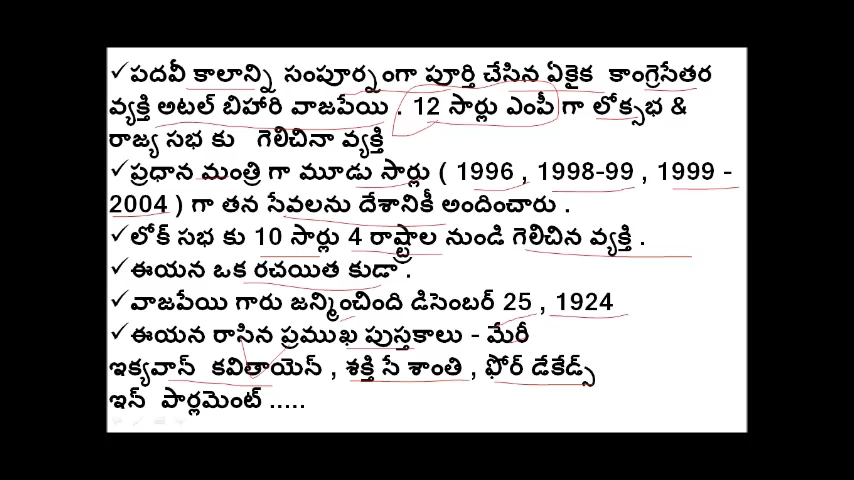 ✓పదవీ కాలాన్ని సంపూర్నంగా పూర్తి చేసిన ఏకైక కాంగ్రెసేతర
వ్యక్తి అటల్ బిహారి వాజపేయి . 12 సార్లు ఎంపీ గా లోక్సభ &
రాజ్య సభ కు గెలిచినా వ్యక్తి
✓ప్రధాన మంత్రి గా మూడు సార్లు ( 1996 , 1998-99 , 1999 -
2004 ) గా తన సేవలను దేశానికీ అందించారు .
✓లోక్ సభ కు 10 సార్లు 4 రాష్ట్రాల నుండి గెలిచిన వ్యక్తి .
✓ఈయన ఒక రచయిత కుడా .
✓వాజపేయి గారు జన్మించింది డిసెంబర్ 25 , 1924
✓ఈయన రాసిన ప్రముఖ పుస్తకాలు - మేరీ
ఇక్యవాన్ కవితాయెన్ , శక్తి సే శాంతి , ఫోర్ డేకేడ్స్
ఇన్ పార్లమెంట్ .....